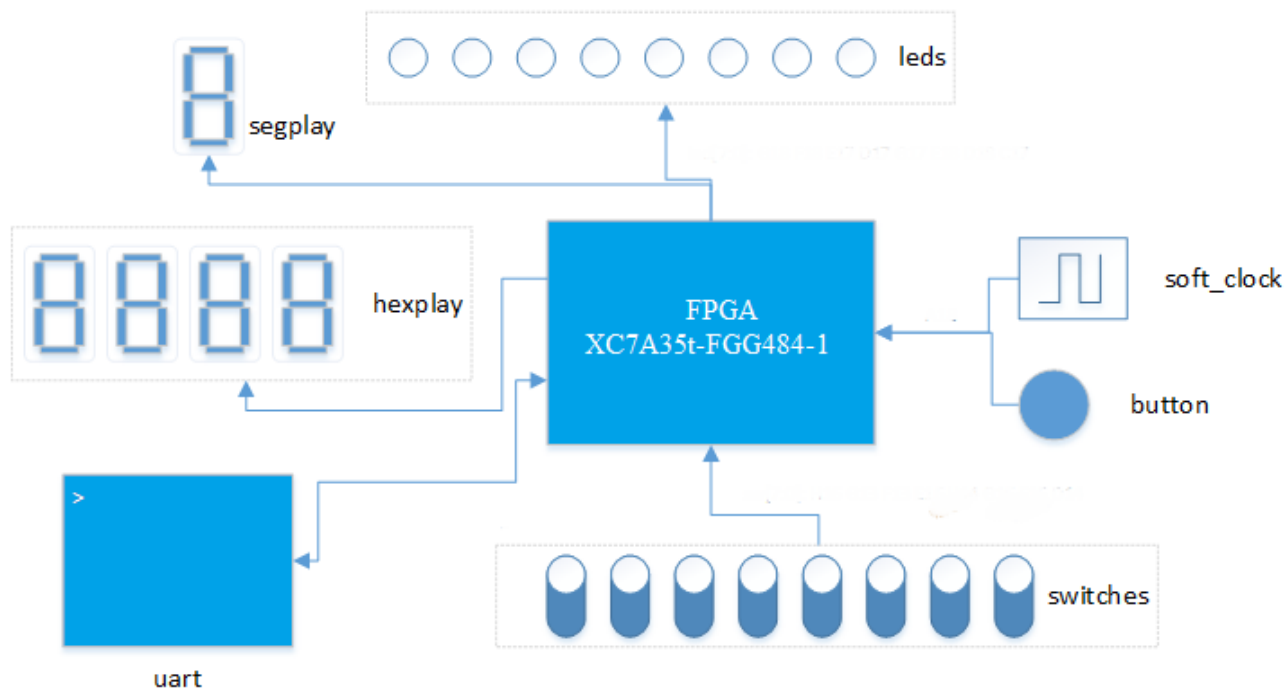 leds
segplay
hexplay
FPGA
XC7A35t-FGG484-1
soft_clock
button
>
switches
uart